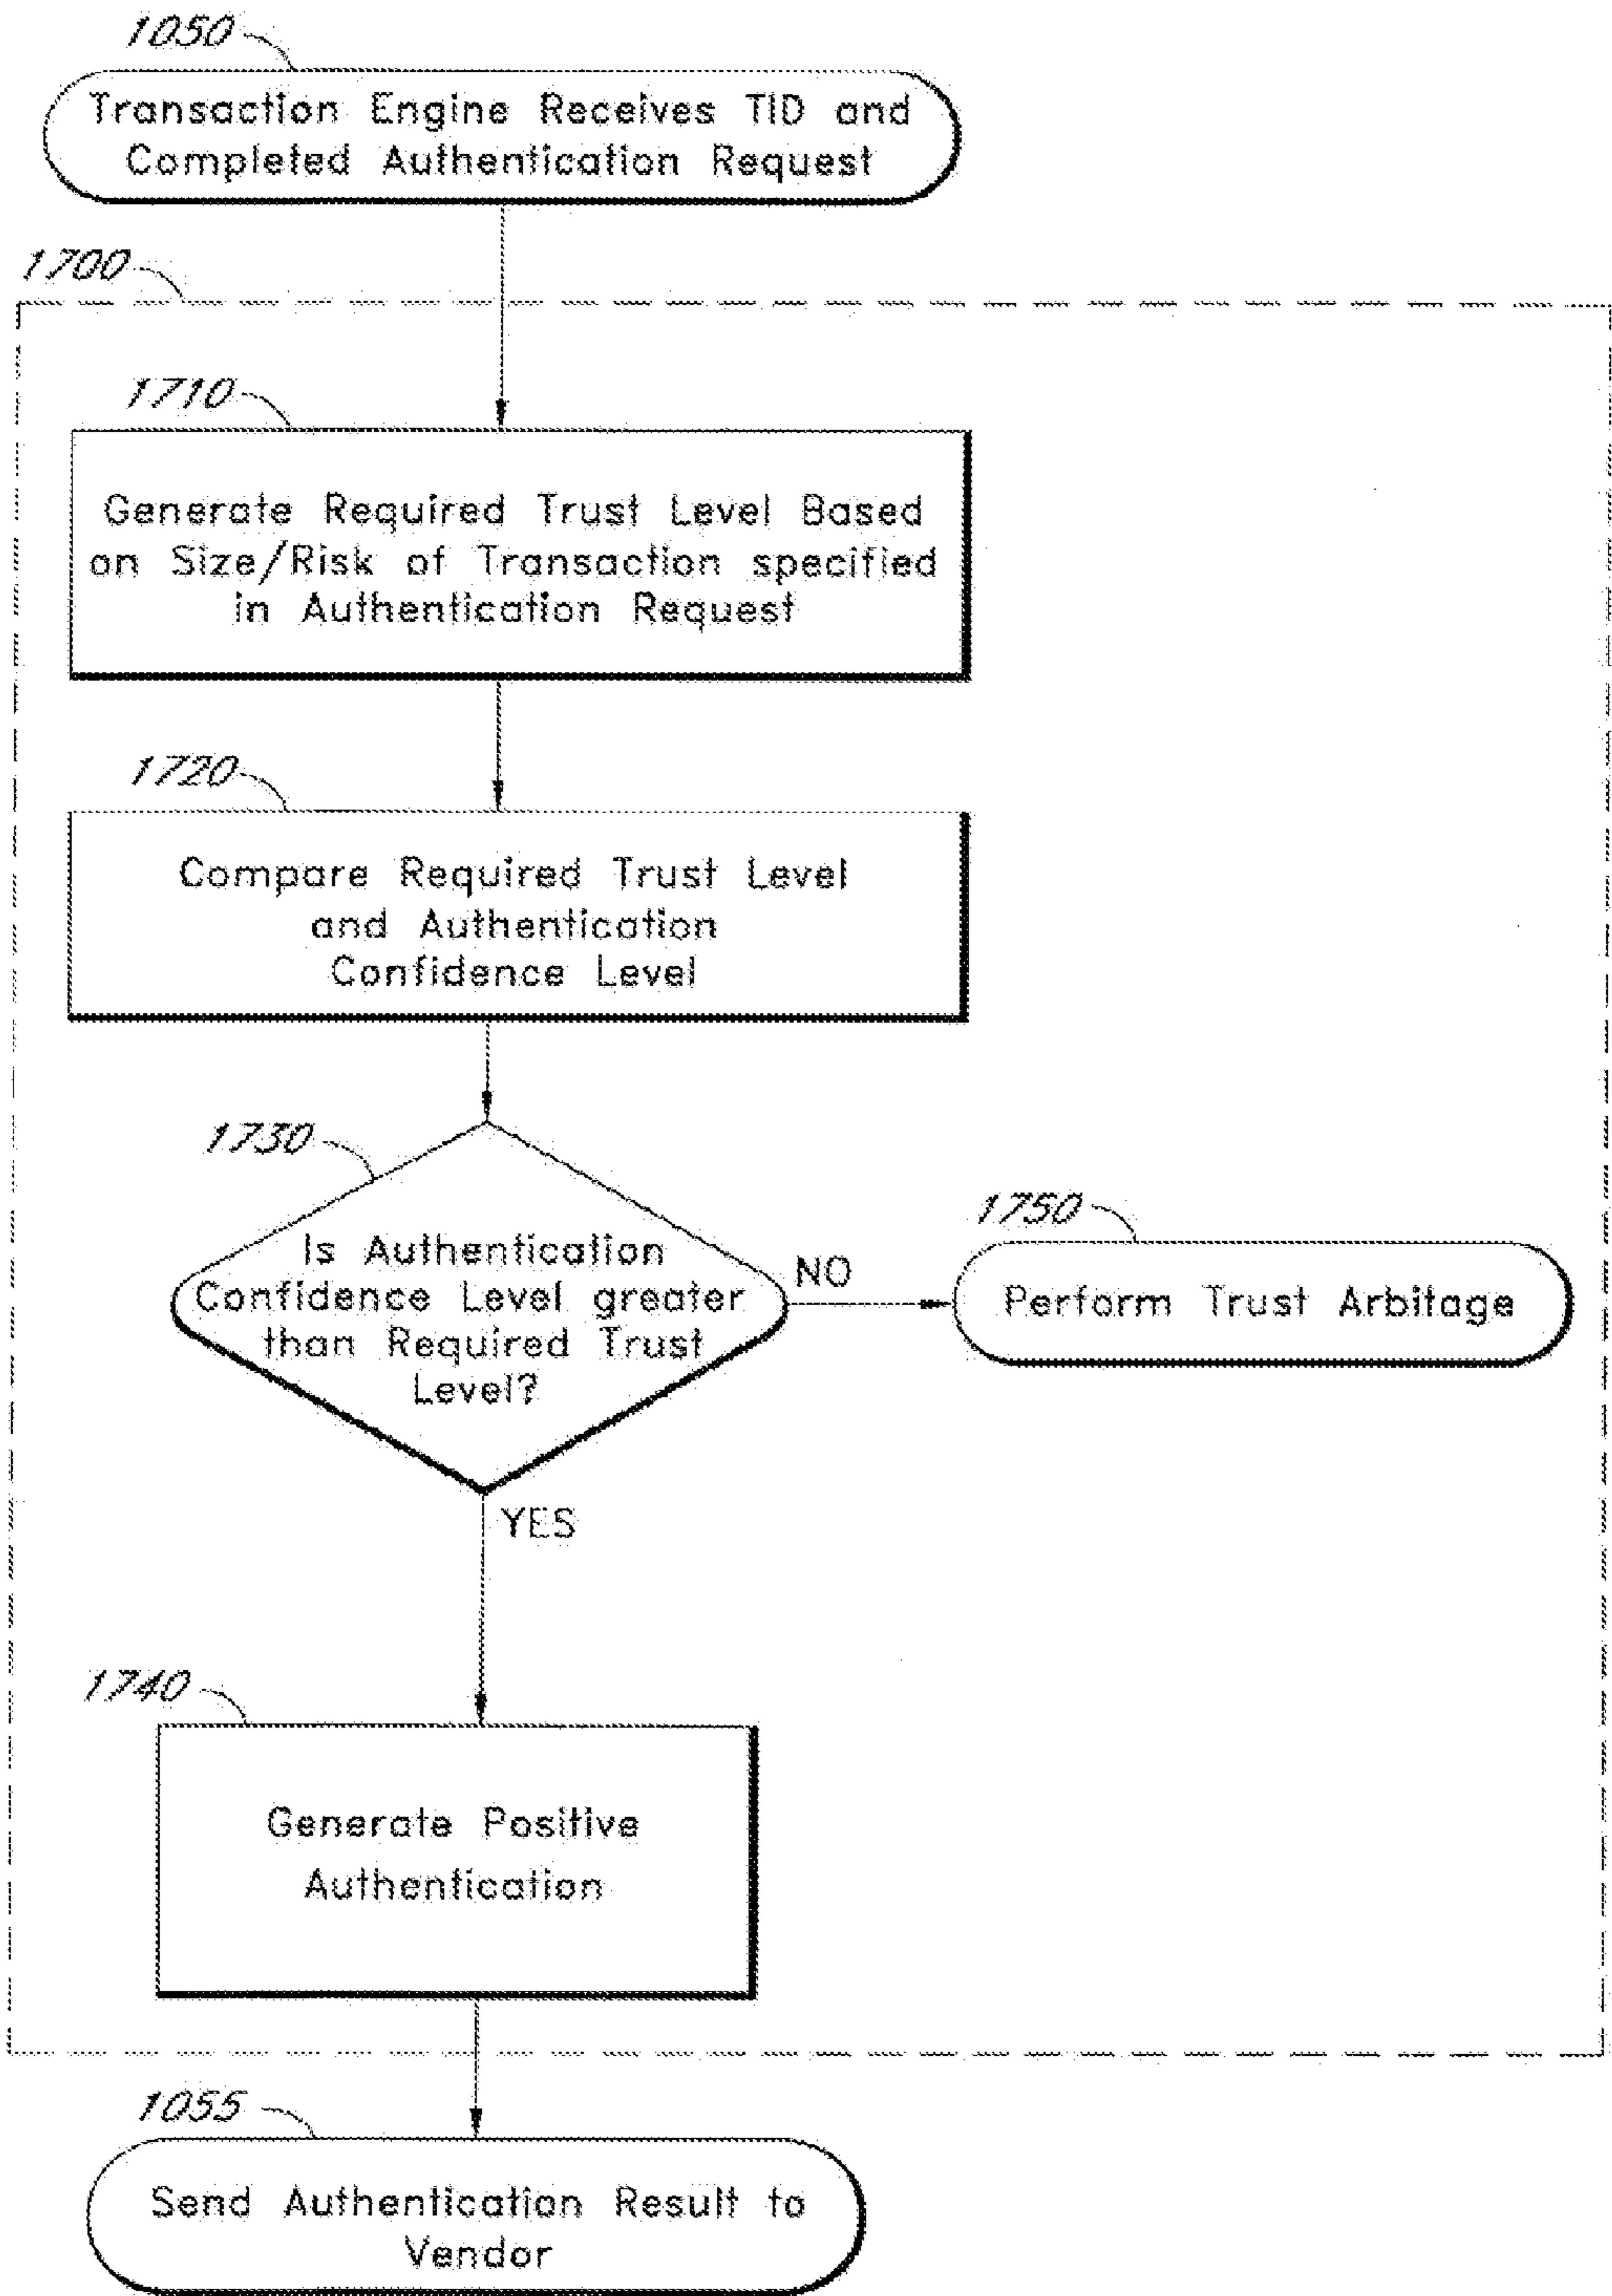 1050
Transaction Engine Receives TID and
Completed Authentication Request
1700
1710
Generate Required Trust Level Based
on Size/Risk of Transaction specified
in Authentication Request
1720
Compare Required Trust Level
and Authentication
Confidence Level
1730
Is Authentication
Confidence Level greater
than Required Trust
Level?
NO
1750
Perform Trust Arbitage
YES
1740
Generate Positive
Authentication
1055
Send Authentication Result to
Vendor